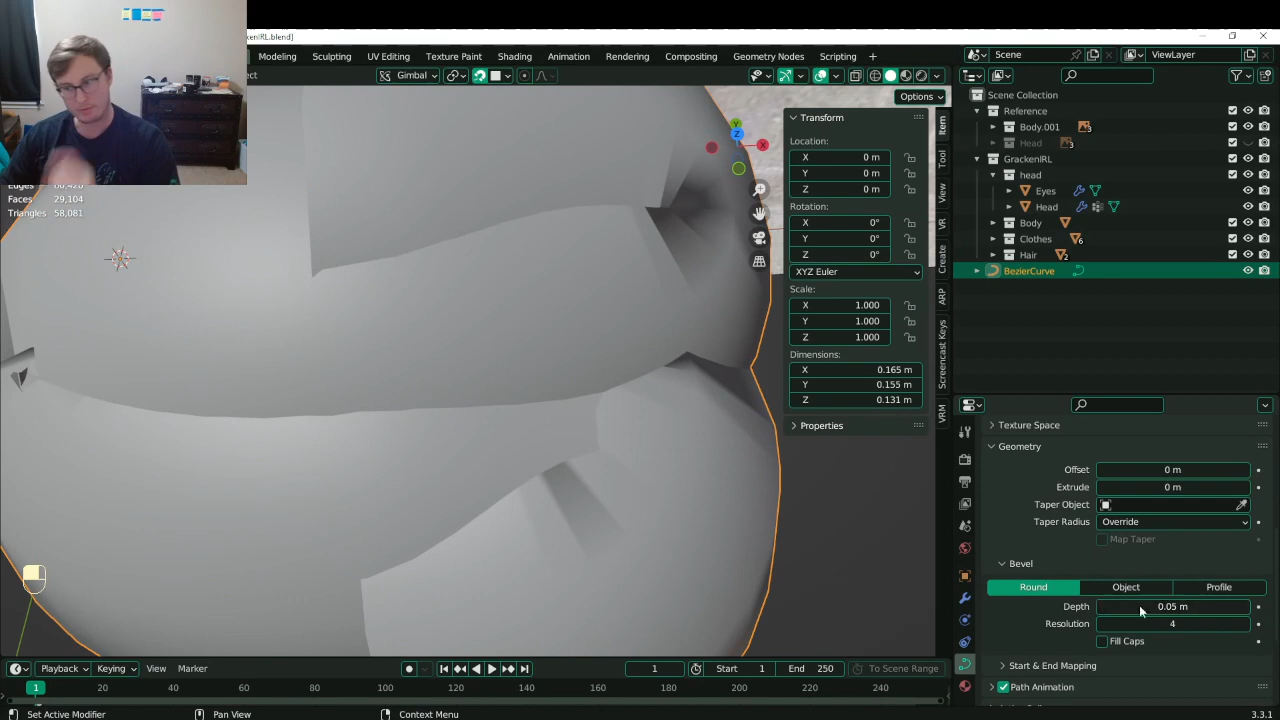 kenIRL.blend]
Modeling Sculpting UV Editing Texture Paint Shading Animation Rendering Compositing Geometry Nodes Scripting
Scene ViewLayer
Gimbal
Options
Edges
Faces 29,104
Triangles 58,081
Y
Z
X
Transform
Location:
X 0 m
Y 0 m
Z 0 m
Rotation:
X 0°
Y 0°
Z 0°
XYZ Euler
Scale:
X 1.000
Y 1.000
Z 1.000
Dimensions:
X 0.165 m
Y 0.155 m
Z 0.131 m
Properties
Item
Tool
View
VR
Create
ARP
Screencast Keys
VRM
Scene Collection
Reference
Body.001 3
Head 3
GrackenIRL
head
Eyes
Head
Body
Clothes 6
Hair 2
BezierCurve
Texture Space
Geometry
Offset 0 m
Extrude 0 m
Taper Object
Taper Radius Override
Map Taper
Bevel
Round Object Profile
Depth 0.05 m
Resolution 4
Fill Caps
Start & End Mapping
Path Animation
Playback Keying View Marker
1 Start 1 End 250 To Scene Range
1 20 40 60 80 100 120 140 160 180 200 220 240
Set Active Modifier Pan View Context Menu 3.3.1